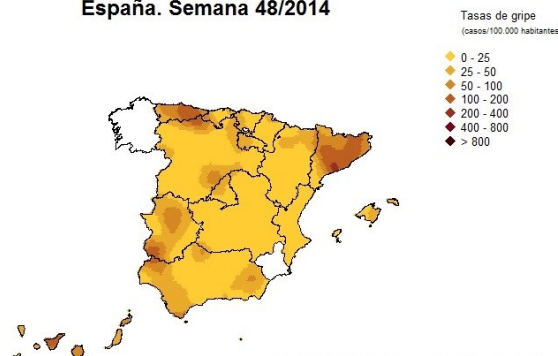 España. Semana 48/2014
Tasas de gripe
(casos/100.000 habitantes
0 - 25
25 - 50
50 - 100
100 - 200
200 - 400
400 - 800
> 800